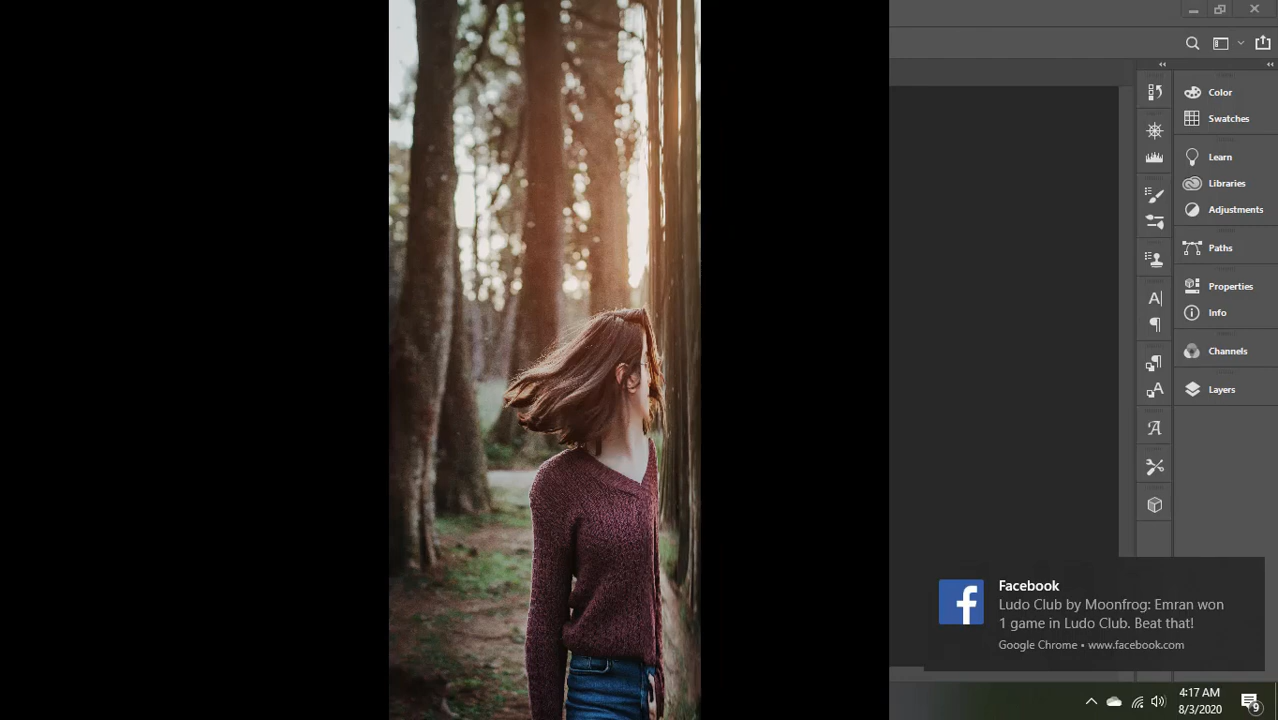 Color
Swatches
Learn
Libraries
Adjustments
Paths
Properties
Info
Channels
Layers
Facebook
Ludo Club by Moonfrog: Emran won
1 game in Ludo Club. Beat that!
Google Chrome • www.facebook.com
4:17 AM
8/3/2020
9